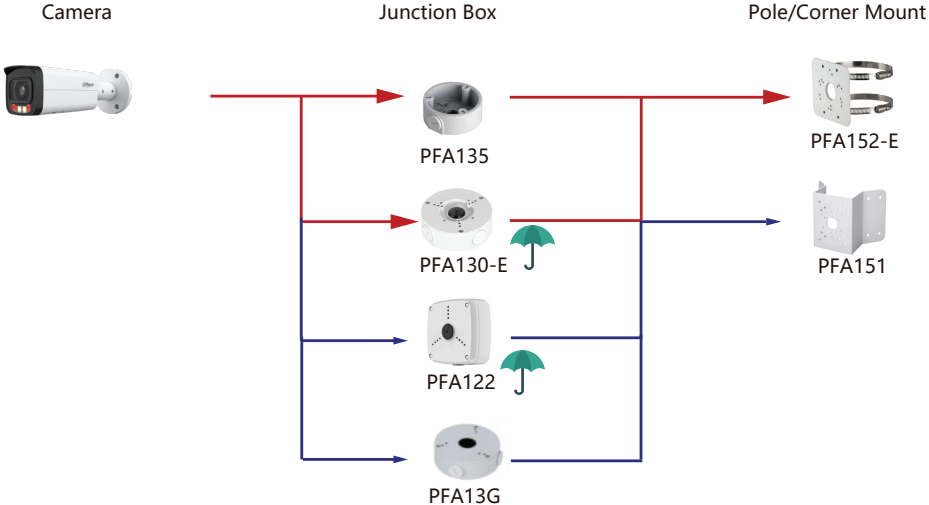 Camera
Junction Box
Pole/Corner Mount
PFA135
PFA152-E
PFA130-E
PFA151
PFA122
PFA13G